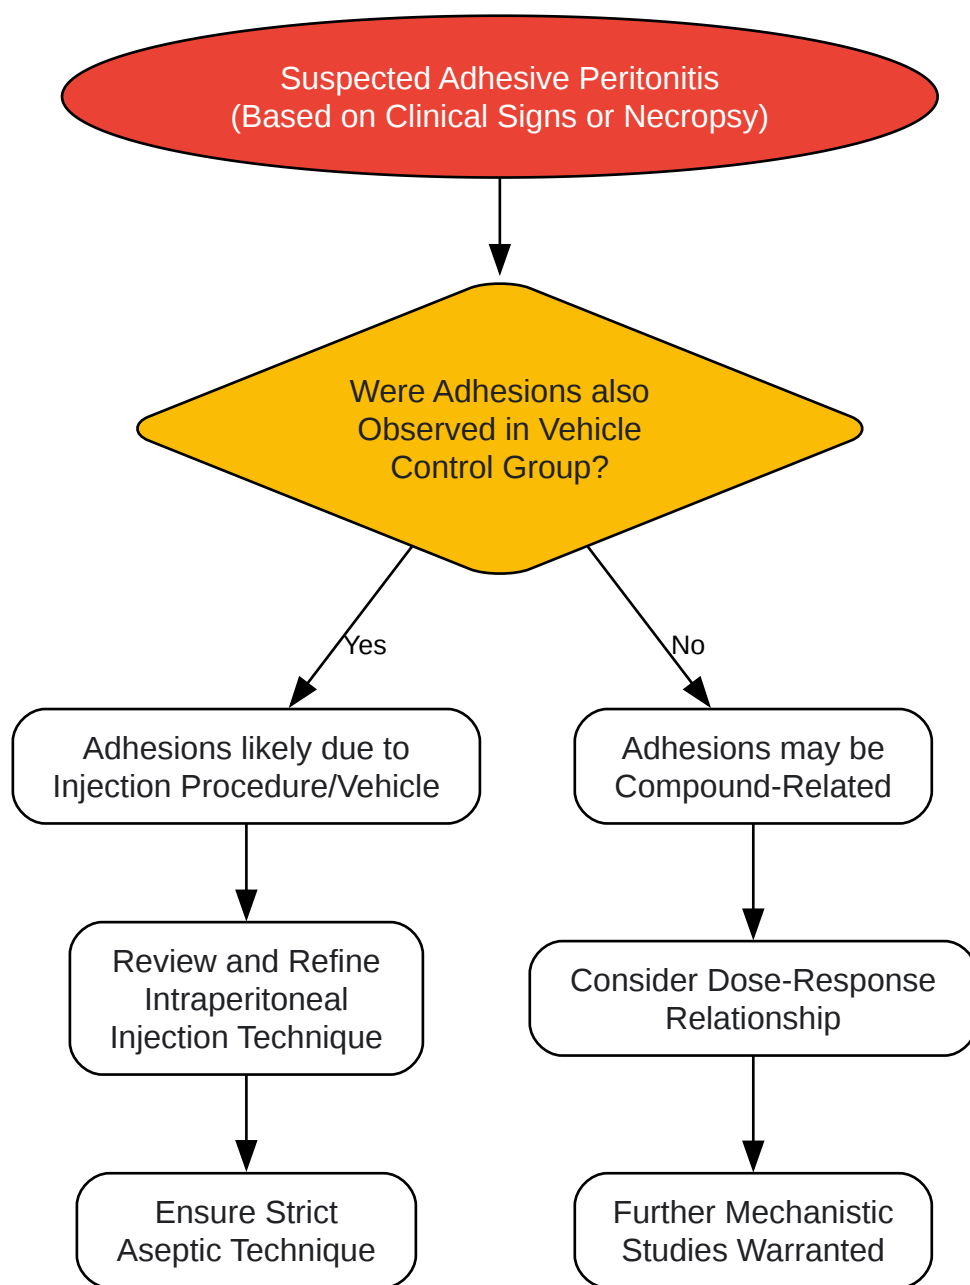 Suspected Adhesive Peritonitis
(Based on Clinical Signs or Necropsy)
Were Adhesions also
Observed in Vehicle
Control Group?
Yes
No
Adhesions likely due to
Injection Procedure/Vehicle
Adhesions may be
Compound-Related
Review and Refine
Intraperitoneal
Injection Technique
Consider Dose-Response
Relationship
Ensure Strict
Aseptic Technique
Further Mechanistic
Studies Warranted